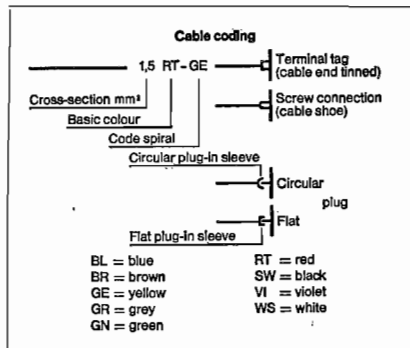 Cable coding
1,5 RT-GE
Terminal tag
(cable end tinned)
Cross-section mm²
Screw connection
(cable shoe)
Basic colour
Code spiral
Circular plug-in sleeve
Circular
plug
Flat
Flat plug-in sleeve
BL = blue
BR = brown
GE = yellow
GR = grey
GN = green
RT = red
SW = black
VI = violet
WS = white